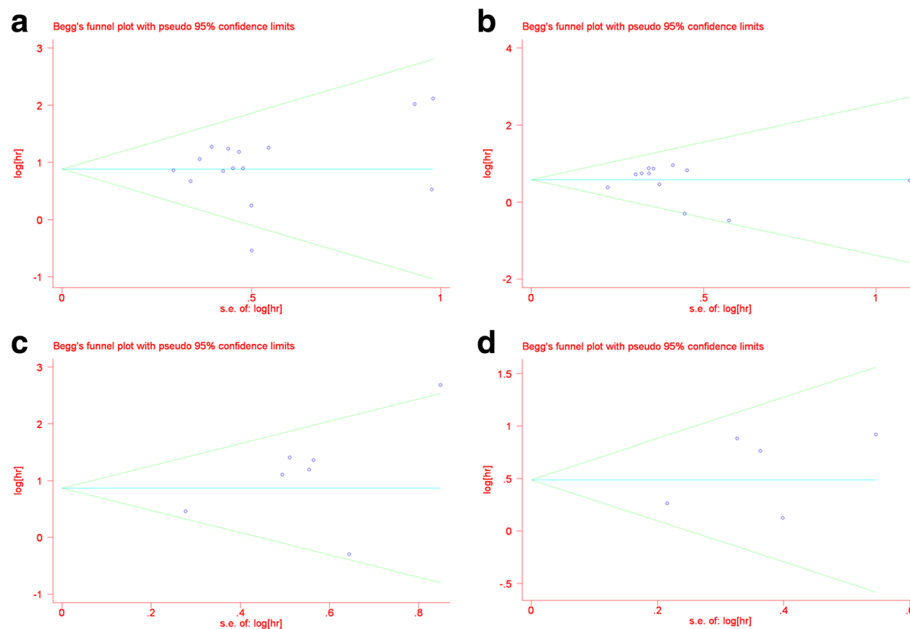 a
Begg's funnel plot with pseudo 95% confidence limits
3
2
1
0
-1
log[hr]
0
.5
1
s.e. of: log[hr]
b
Begg's funnel plot with pseudo 95% confidence limits
4
2
0
-2
log[hr]
0
.5
1
s.e. of: log[hr]
c
Begg's funnel plot with pseudo 95% confidence limits
3
2
1
0
-1
log[hr]
0
.2
.4
.6
.8
s.e. of: log[hr]
d
Begg's funnel plot with pseudo 95% confidence limits
1.5
1
.5
0
-.5
log[hr]
0
.2
.4
.6
s.e. of: log[hr]